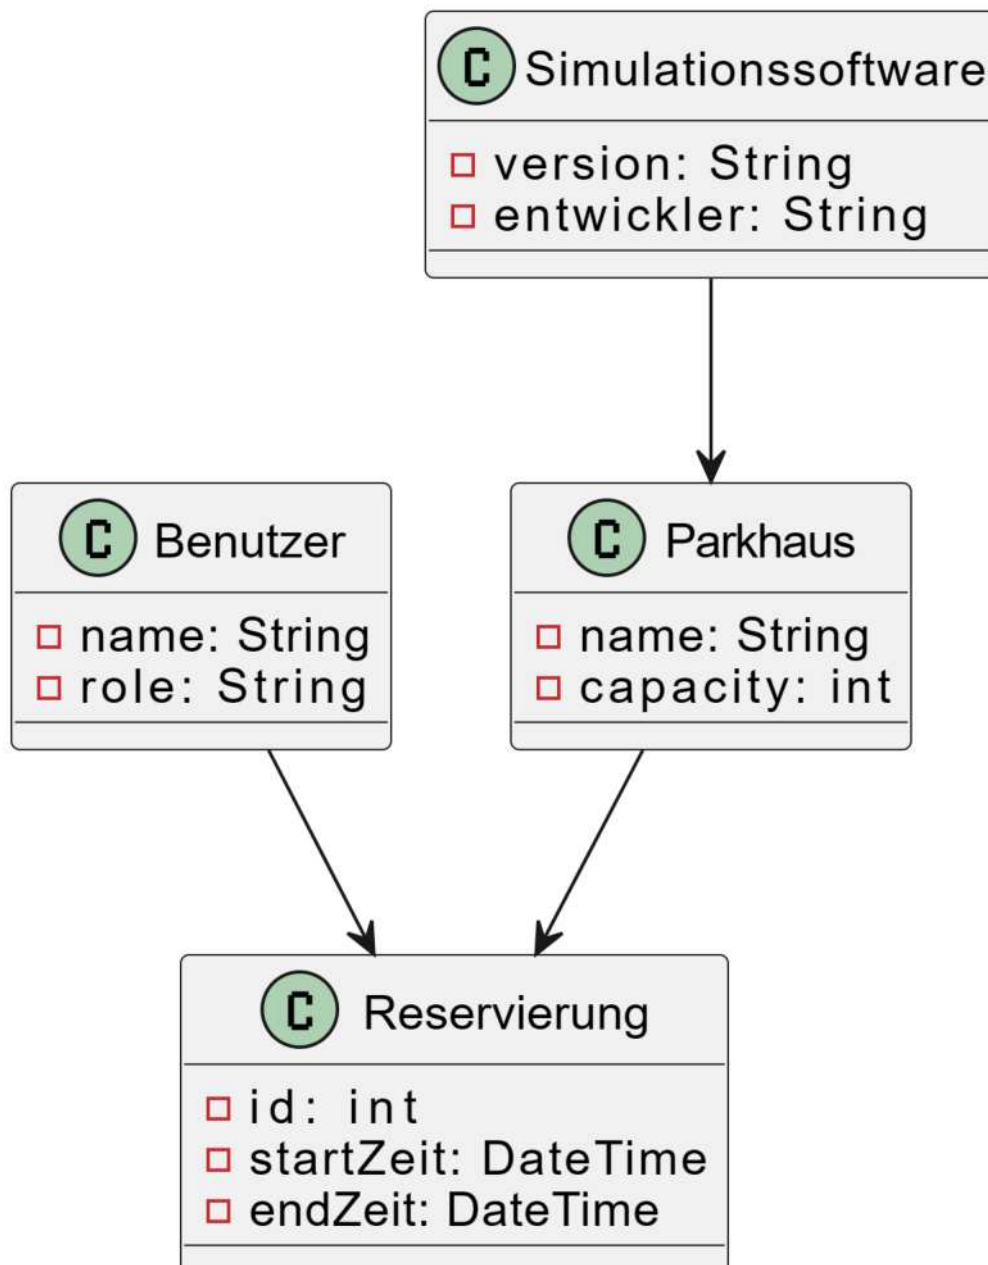 C Simulationssoftware
version: String
entwickler: String
C Benutzer
name: String
role: String
C Parkhaus
name: String
capacity: int
C Reservierung
id: int
startZeit: DateTime
endZeit: DateTime